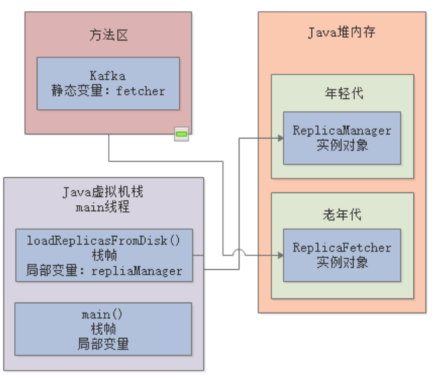 方法区
Kafka
静态变量：fetcher
Java虚拟机栈
main线程
loadReplicasFromDisk()
栈帧
局部变量：repliaManager
main()
栈帧
局部变量
Java堆内存
年轻代
ReplicaManager
实例对象
老年代
ReplicaFetcher
实例对象